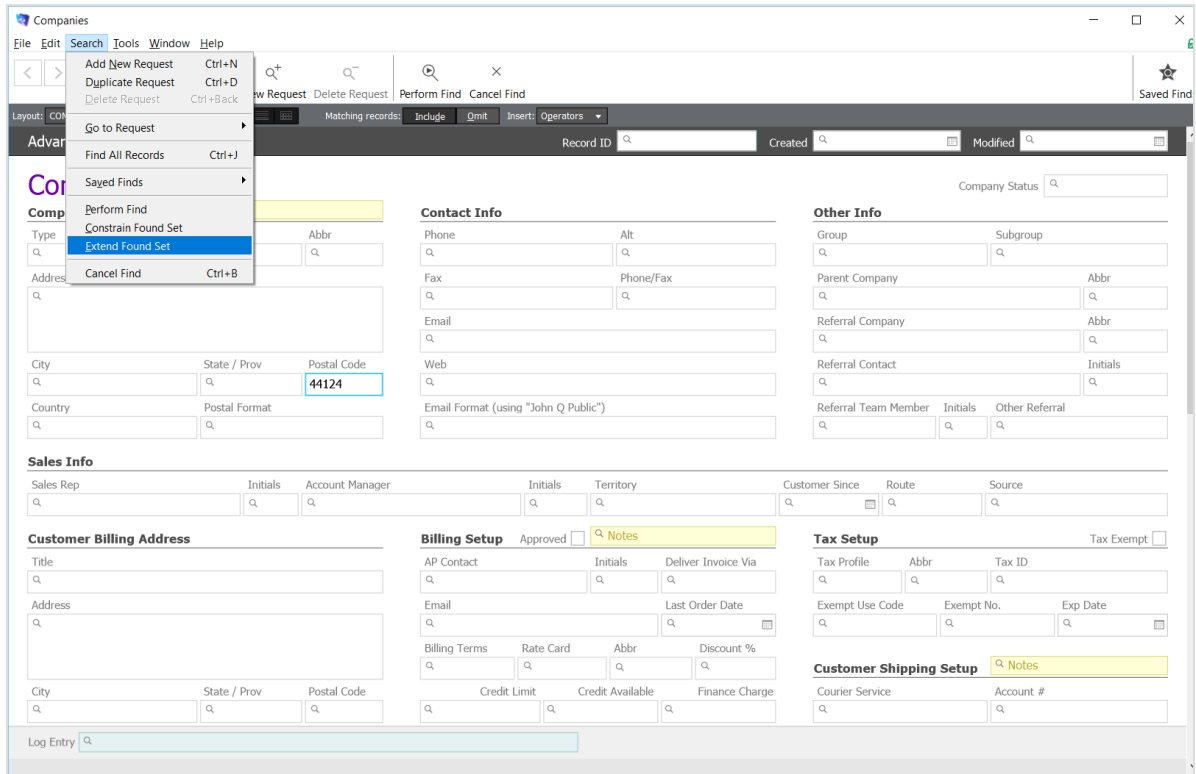 Companies
File Edit Search Tools Window Help
Add New Request Ctrl+N
Duplicate Request Ctrl+D
Delete Request Ctrl+Back
Go to Request
Find All Records Ctrl+J
Saved Finds
Perform Find
Constrain Found Set
Extend Found Set
Cancel Find Ctrl+B
ew Request Delete Request Perform Find Cancel Find Saved Find
Layout: CON Matching records: Include Omit Insert: Operators
Advan Record ID Created Modified
Con Company Status
Comp Contact Info Other Info
Type Abbr Phone Alt Group Subgroup
Addres Fax Phone/Fax Parent Company Abbr
Email Referral Company Abbr
City State / Prov Postal Code Web Referral Contact Initials
44124
Country Postal Format Email Format (using "John Q Public") Referral Team Member Initials Other Referral
Sales Info
Sales Rep Initials Account Manager Initials Territory Customer Since Route Source
Customer Billing Address Billing Setup Approved Notes Tax Setup Tax Exempt
Title AP Contact Initials Deliver Invoice Via Tax Profile Abbr Tax ID
Address Email Last Order Date Exempt Use Code Exempt No. Exp Date
Billing Terms Rate Card Abbr Discount %
Customer Shipping Setup Notes
City State / Prov Postal Code Credit Limit Credit Available Finance Charge Courier Service Account #
Log Entry